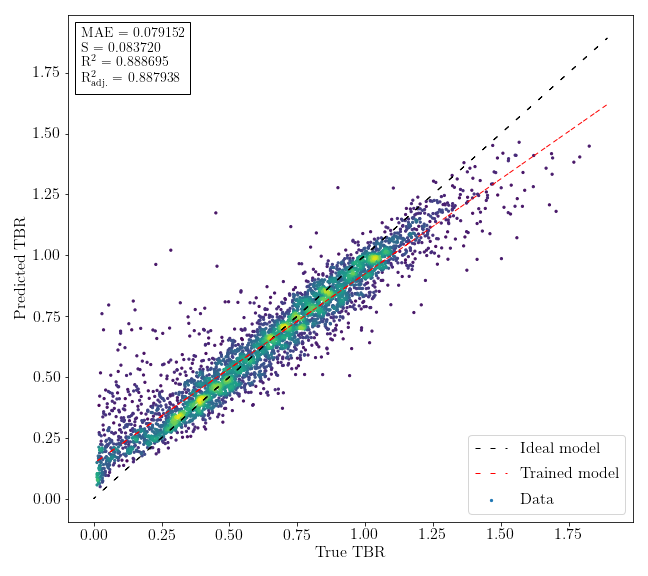 MAE = 0.079152
S = 0.083720
R² = 0.888695
R²adj. = 0.887938
1.75
1.50
1.25
1.00
0.75
0.50
0.25
0.00
Predicted TBR
Ideal model
Trained model
Data
0.00 0.25 0.50 0.75 1.00 1.25 1.50 1.75
True TBR